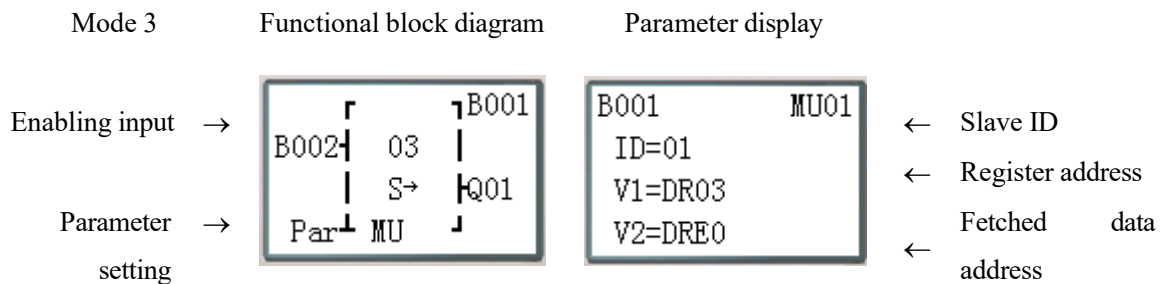 Mode 3 Functional block diagram Parameter display
Enabling input →
B001
B002 03
S→ Q01
Par MU
Parameter →
setting
B001 MU01
ID=01
V1=DR03
V2=DRE0
← Slave ID
← Register address
← Fetched data
address